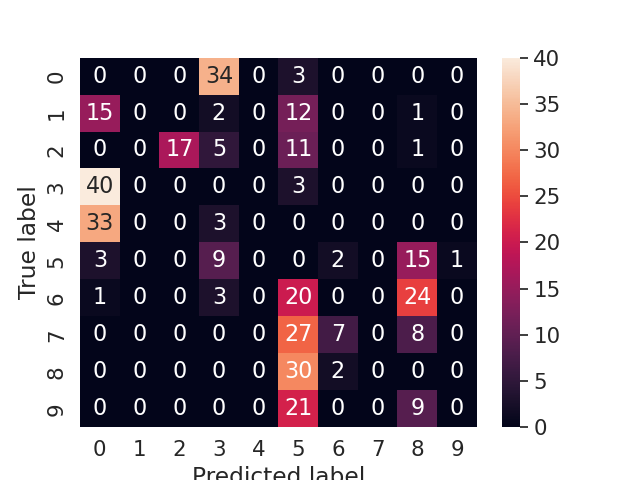 0 0 0 0 34 0 3 0 0 0 0
1 15 0 0 2 0 12 0 0 1 0
2 0 0 17 5 0 11 0 0 1 0
3 40 0 0 0 0 3 0 0 0 0
4 33 0 0 3 0 0 0 0 0 0
5 3 0 0 9 0 0 2 0 15 1
6 1 0 0 3 0 20 0 0 24 0
7 0 0 0 0 0 27 7 0 8 0
8 0 0 0 0 0 30 2 0 0 0
9 0 0 0 0 0 21 0 0 9 0
0 1 2 3 4 5 6 7 8 9
True label
Predicted label
40
35
30
25
20
15
10
5
0